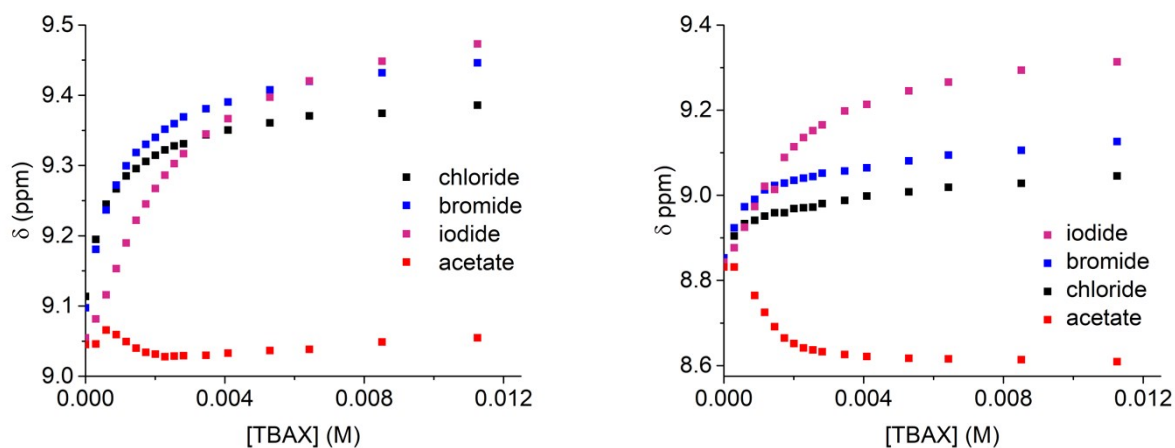 9.5
9.4
9.3
9.2
9.1
9.0
δ (ppm)
chloride
bromide
iodide
acetate
0.000
0.004
0.008
0.012
[TBAX] (M)
9.4
9.2
9.0
8.8
8.6
δ ppm)
iodide
bromide
chloride
acetate
0.000
0.004
0.008
0.012
[TBAX] (M)